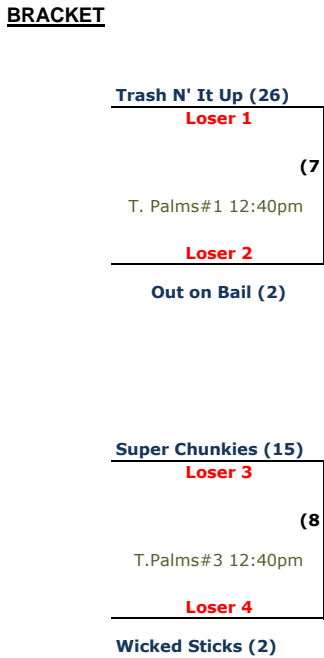 BRACKET
Trash N' It Up (26)
Loser 1
(7
T. Palms#1 12:40pm
Loser 2
Out on Bail (2)
Super Chunkies (15)
Loser 3
(8
T.Palms#3 12:40pm
Loser 4
Wicked Sticks (2)